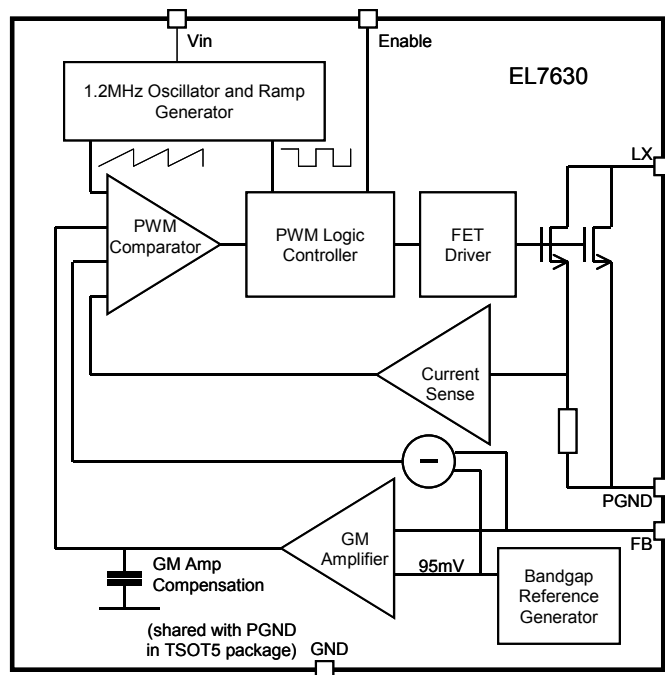 Vin
Enable
EL7630
1.2MHz Oscillator and Ramp
Generator
LX
PWM
Comparator
PWM Logic
Controller
FET
Driver
Current
Sense
−
PGND
FB
GM
Amplifier
95mV
Bandgap
Reference
Generator
GM Amp
Compensation
(shared with PGND
in TSOT5 package)
GND